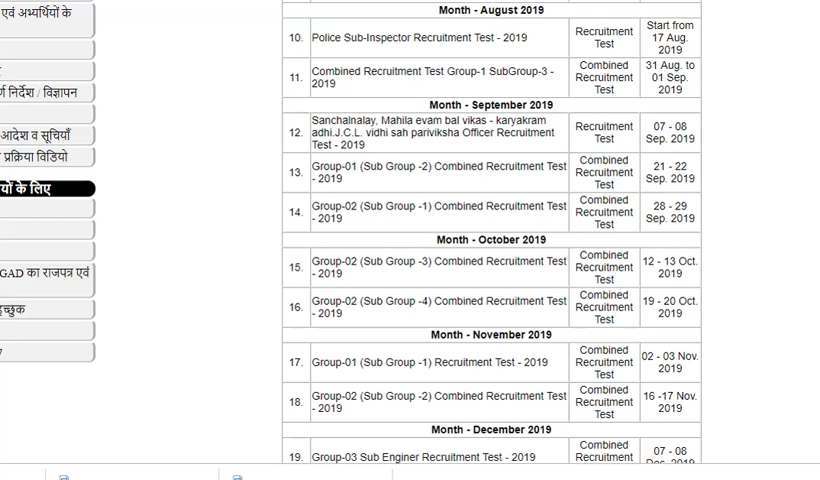 एवं अभ्यर्थियों के
र्ण निर्देश / विज्ञापन
आदेश व सूचियाँ
प्रक्रिया विडियो
यों के लिए
GAD का राजपत्र एवं
इच्छुक
Month - August 2019
10. Police Sub-Inspector Recruitment Test - 2019 Recruitment Test Start from 17 Aug. 2019
11. Combined Recruitment Test Group-1 SubGroup-3 - 2019 Combined Recruitment Test 31 Aug. to 01 Sep. 2019
Month - September 2019
12. Sanchalnalay, Mahila evam bal vikas - karyakram adhi.J.C.L. vidhi sah pariviksha Officer Recruitment Test - 2019 Recruitment Test 07 - 08 Sep. 2019
13. Group-01 (Sub Group -2) Combined Recruitment Test - 2019 Combined Recruitment Test 21 - 22 Sep. 2019
14. Group-02 (Sub Group -1) Combined Recruitment Test - 2019 Combined Recruitment Test 28 - 29 Sep. 2019
Month - October 2019
15. Group-02 (Sub Group -3) Combined Recruitment Test - 2019 Combined Recruitment Test 12 - 13 Oct. 2019
16. Group-02 (Sub Group -4) Combined Recruitment Test - 2019 Combined Recruitment Test 19 - 20 Oct. 2019
Month - November 2019
17. Group-01 (Sub Group -1) Recruitment Test - 2019 Combined Recruitment Test 02 - 03 Nov. 2019
18. Group-02 (Sub Group -2) Combined Recruitment Test - 2019 Combined Recruitment Test 16 -17 Nov. 2019
Month - December 2019
19. Group-03 Sub Enginer Recruitment Test - 2019 Combined Recruitment 07 - 08 Dec. 2019